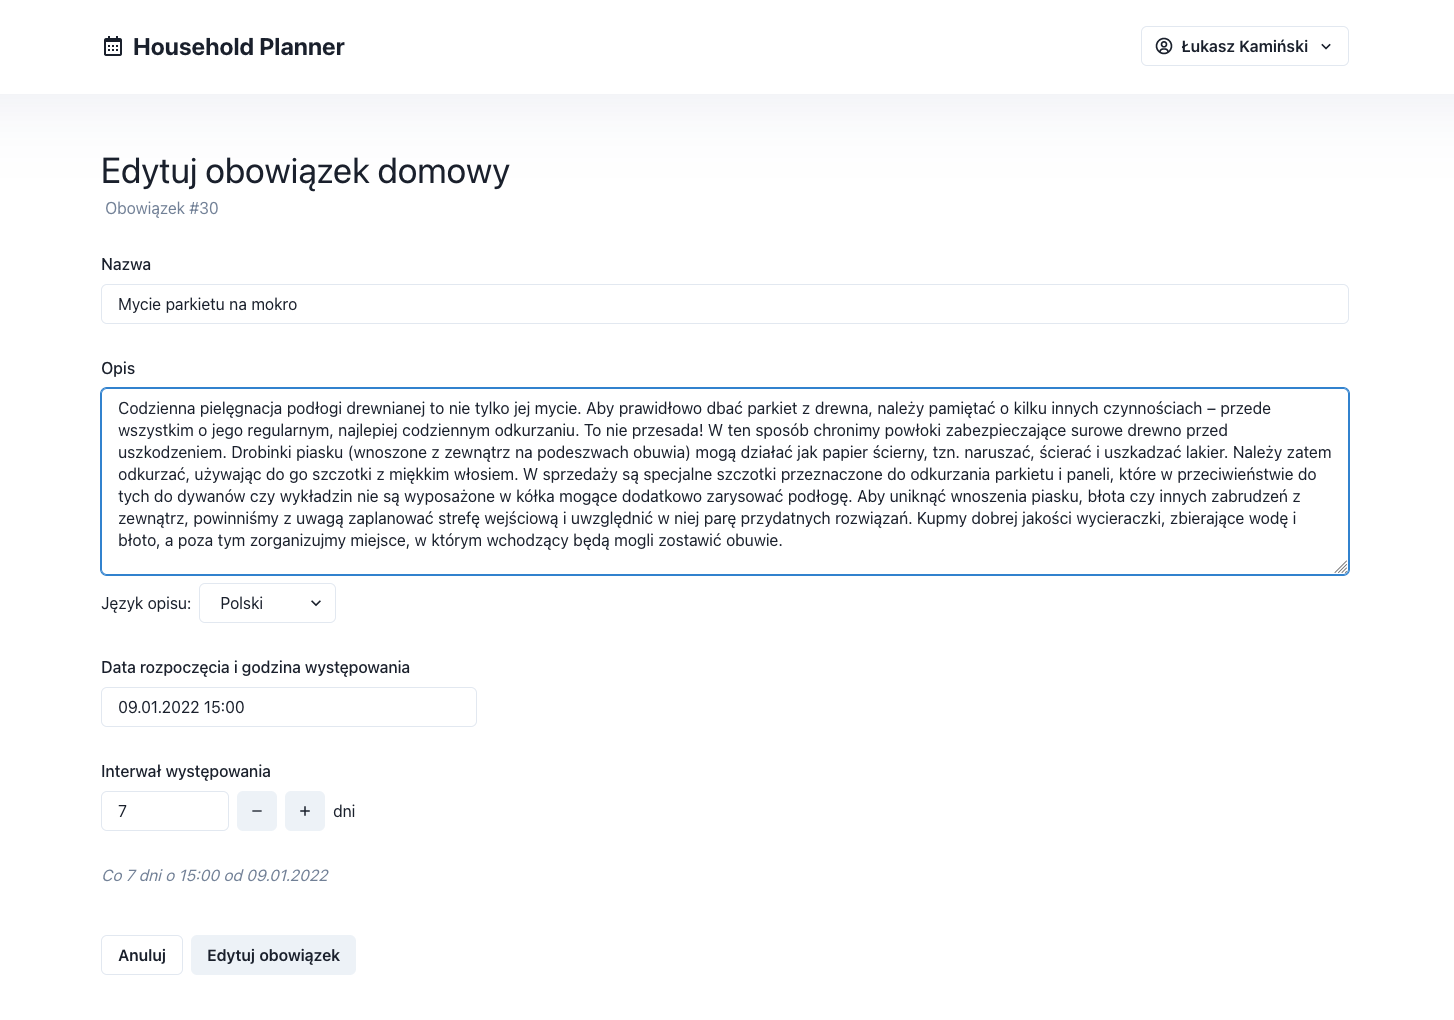 Household Planner
Łukasz Kamiński
Edytuj obowiązek domowy
Obowiązek #30
Nazwa
Mycie parkietu na mokro
Opis
Codzienna pielęgnacja podłogi drewnianej to nie tylko jej mycie. Aby prawidłowo dbać parkiet z drewna, należy pamiętać o kilku innych czynnościach – przede
wszystkim o jego regularnym, najlepiej codziennym odkurzaniu. To nie przesada! W ten sposób chronimy powłoki zabezpieczające surowe drewno przed
uszkodzeniem. Drobinki piasku (wnoszone z zewnątrz na podeszwach obuwia) mogą działać jak papier ścierny, tzn. naruszać, ścierać i uszkadzać lakier. Należy zatem
odkurzać, używając do go szczotki z miękkim włosiem. W sprzedaży są specjalne szczotki przeznaczone do odkurzania parkietu i paneli, które w przeciwieństwie do
tych do dywanów czy wykładzin nie są wyposażone w kółka mogące dodatkowo zarysować podłogę. Aby uniknąć wnoszenia piasku, błota czy innych zabrudzeń z
zewnątrz, powinniśmy z uwagą zaplanować strefę wejściową i uwzględnić w niej parę przydatnych rozwiązań. Kupmy dobrej jakości wycieraczki, zbierające wodę i
błoto, a poza tym zorganizujmy miejsce, w którym wchodzący będą mogli zostawić obuwie.
Język opisu: Polski
Data rozpoczęcia i godzina występowania
09.01.2022 15:00
Interwał występowania
7 − + dni
Co 7 dni o 15:00 od 09.01.2022
Anuluj Edytuj obowiązek